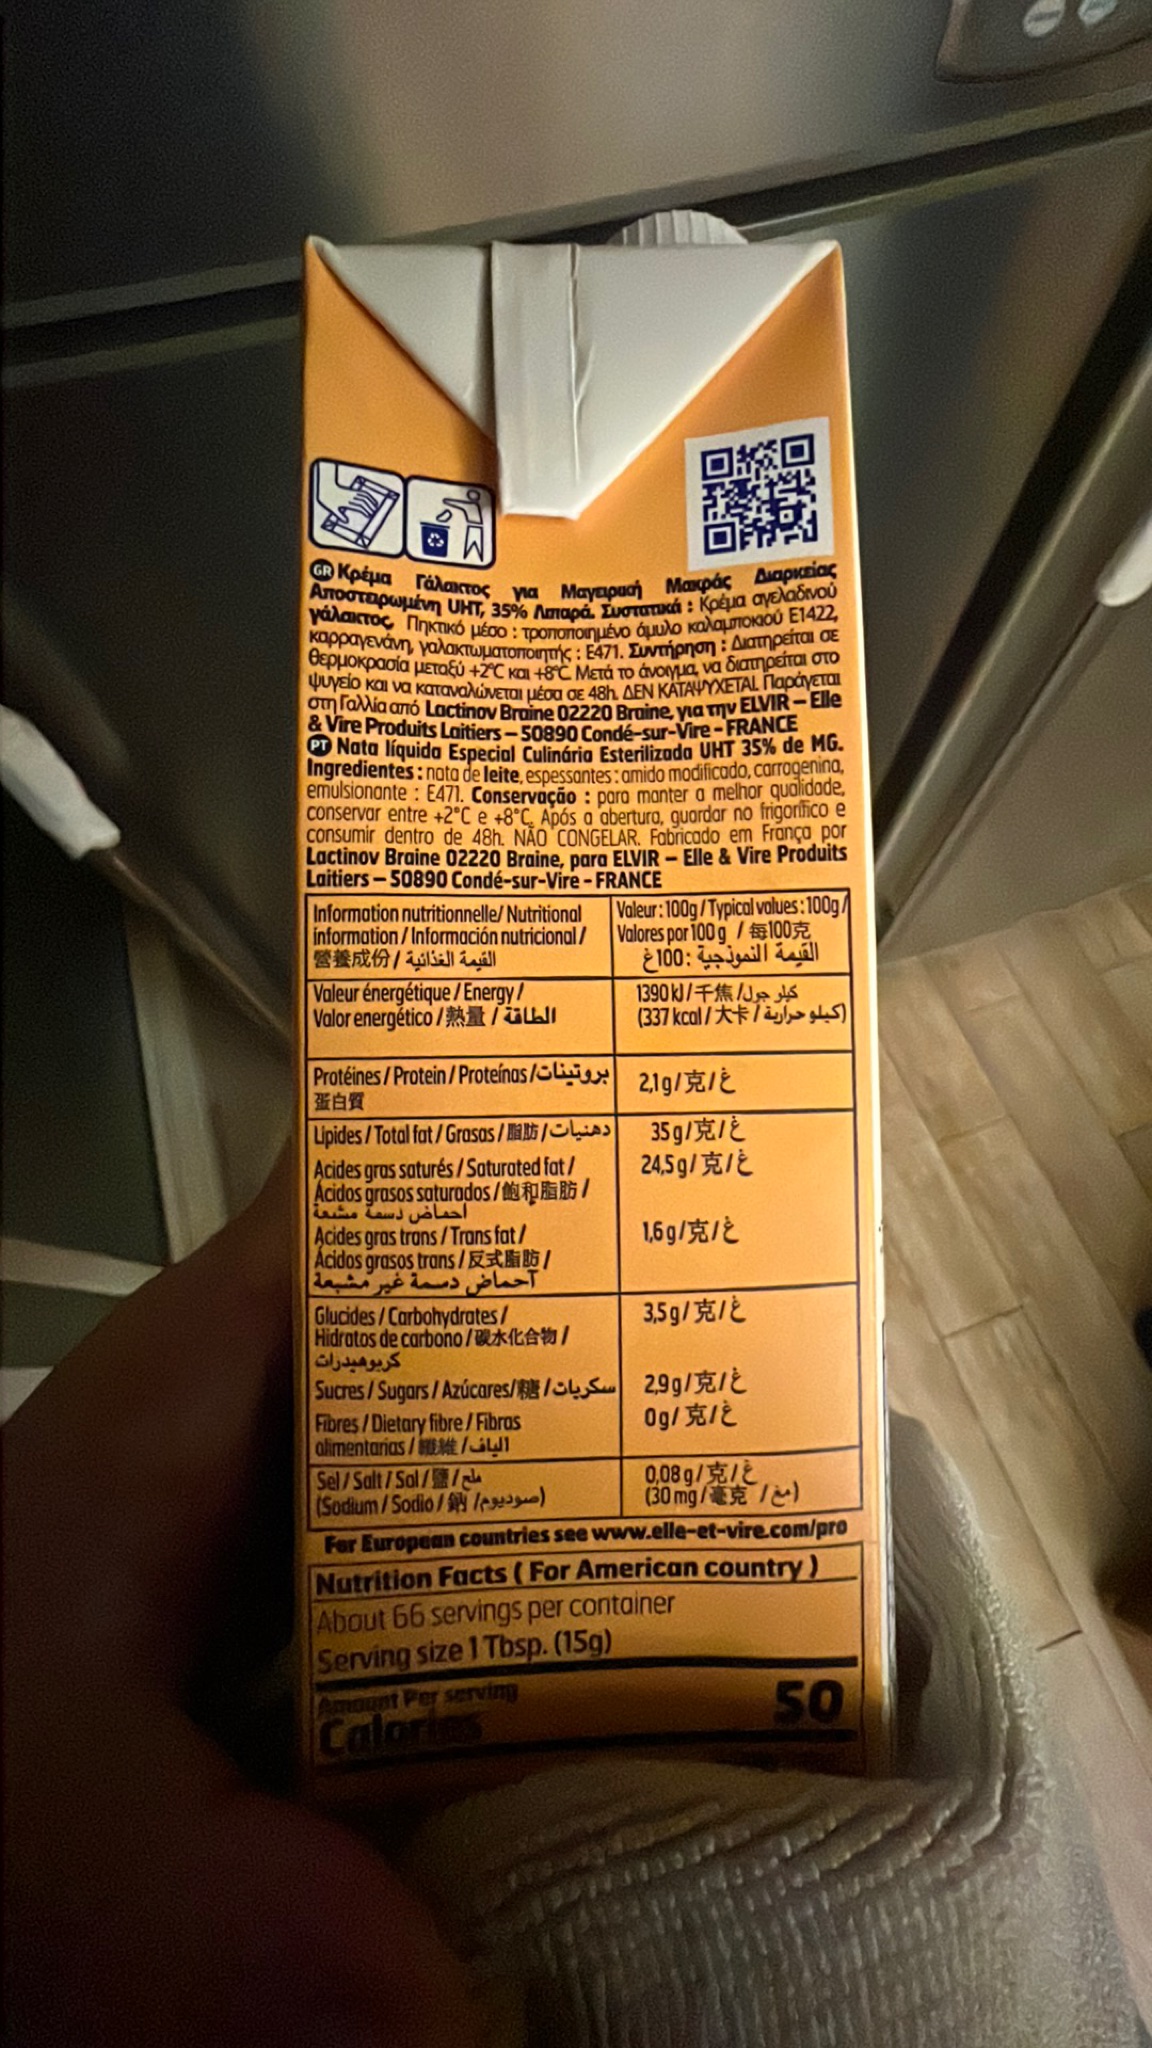 GR Κρέμα Γάλακτος για Μαγειρική Μακράς Διαρκείας
Αποστειρωμένη UHT, 35% Λιπαρά. Συστατικά : Κρέμα αγελαδινού
γάλακτος, Πηκτικό μέσο : τροποποιημένο άμυλο καλαμποκιού E1422,
καρραγενάνη, γαλακτωματοποιητής : E471. Συντήρηση : Διατηρείται σε
θερμοκρασία μεταξύ +2°C και +8°C. Μετά το άνοιγμα, να διατηρείται στο
ψυγείο και να καταναλώνεται μέσα σε 48h. ΔΕΝ ΚΑΤΑΨΥΧΕΤΑΙ. Παράγεται
στη Γαλλία από Lactinov Braine 02220 Braine, για την ELVIR – Elle
& Vire Produits Laitiers – 50890 Condé-sur-Vire - FRANCE
PT Nata líquida Especial Culinária Esterilizada UHT 35% de MG.
Ingredientes : nata de leite, espessantes : amido modificado, carragenina,
emulsionante : E471. Conservação : para manter a melhor qualidade,
conservar entre +2°C e +8°C. Após a abertura, guardar no frigorífico e
consumir dentro de 48h. NÃO CONGELAR. Fabricado em França por
Lactinov Braine 02220 Braine, para ELVIR – Elle & Vire Produits
Laitiers – 50890 Condé-sur-Vire - FRANCE
Information nutritionnelle/ Nutritional
information / Información nutricional /
營養成份 / القيمة الغذائية
Valeur : 100g / Typical values : 100g /
Valores por 100 g / 每100克
القيمة النموذجية : 100غ
Valeur énergétique / Energy /
Valor energético / 熱量 / الطاقة
1390 kJ / 千焦 / كيلو جول
(337 kcal / 大卡 / كيلو حرارية)
Protéines / Protein / Proteínas / بروتينات
蛋白質
2,1 g / 克 / غ
Lipides / Total fat / Grasas / 脂肪 / دهنيات
35 g / 克 / غ
Acides gras saturés / Saturated fat /
Ácidos grasos saturados / 飽和脂肪 /
احماض دسمة مشبعة
24,5 g / 克 / غ
Acides gras trans / Trans fat /
Ácidos grasos trans / 反式脂肪 /
آحماض دسمة غير مشبعة
1,6 g / 克 / غ
Glucides / Carbohydrates /
Hidratos de carbono / 碳水化合物 /
كربوهيدرات
3,5 g / 克 / غ
Sucres / Sugars / Azúcares/ 糖 / سكريات
2,9 g / 克 / غ
Fibres / Dietary fibre / Fibras
alimentarias / 纖維 / الياف
0 g / 克 / غ
Sel / Salt / Sal / 鹽 / ملح
(Sodium / Sodio / 鈉 / صوديوم)
0,08 g / 克 / غ
(30 mg / 毫克 / مغ)
For European countries see www.elle-et-vire.com/pro
Nutrition Facts ( For American country )
About 66 servings per container
Serving size 1 Tbsp. (15g)
Amount Per serving
Calories 50